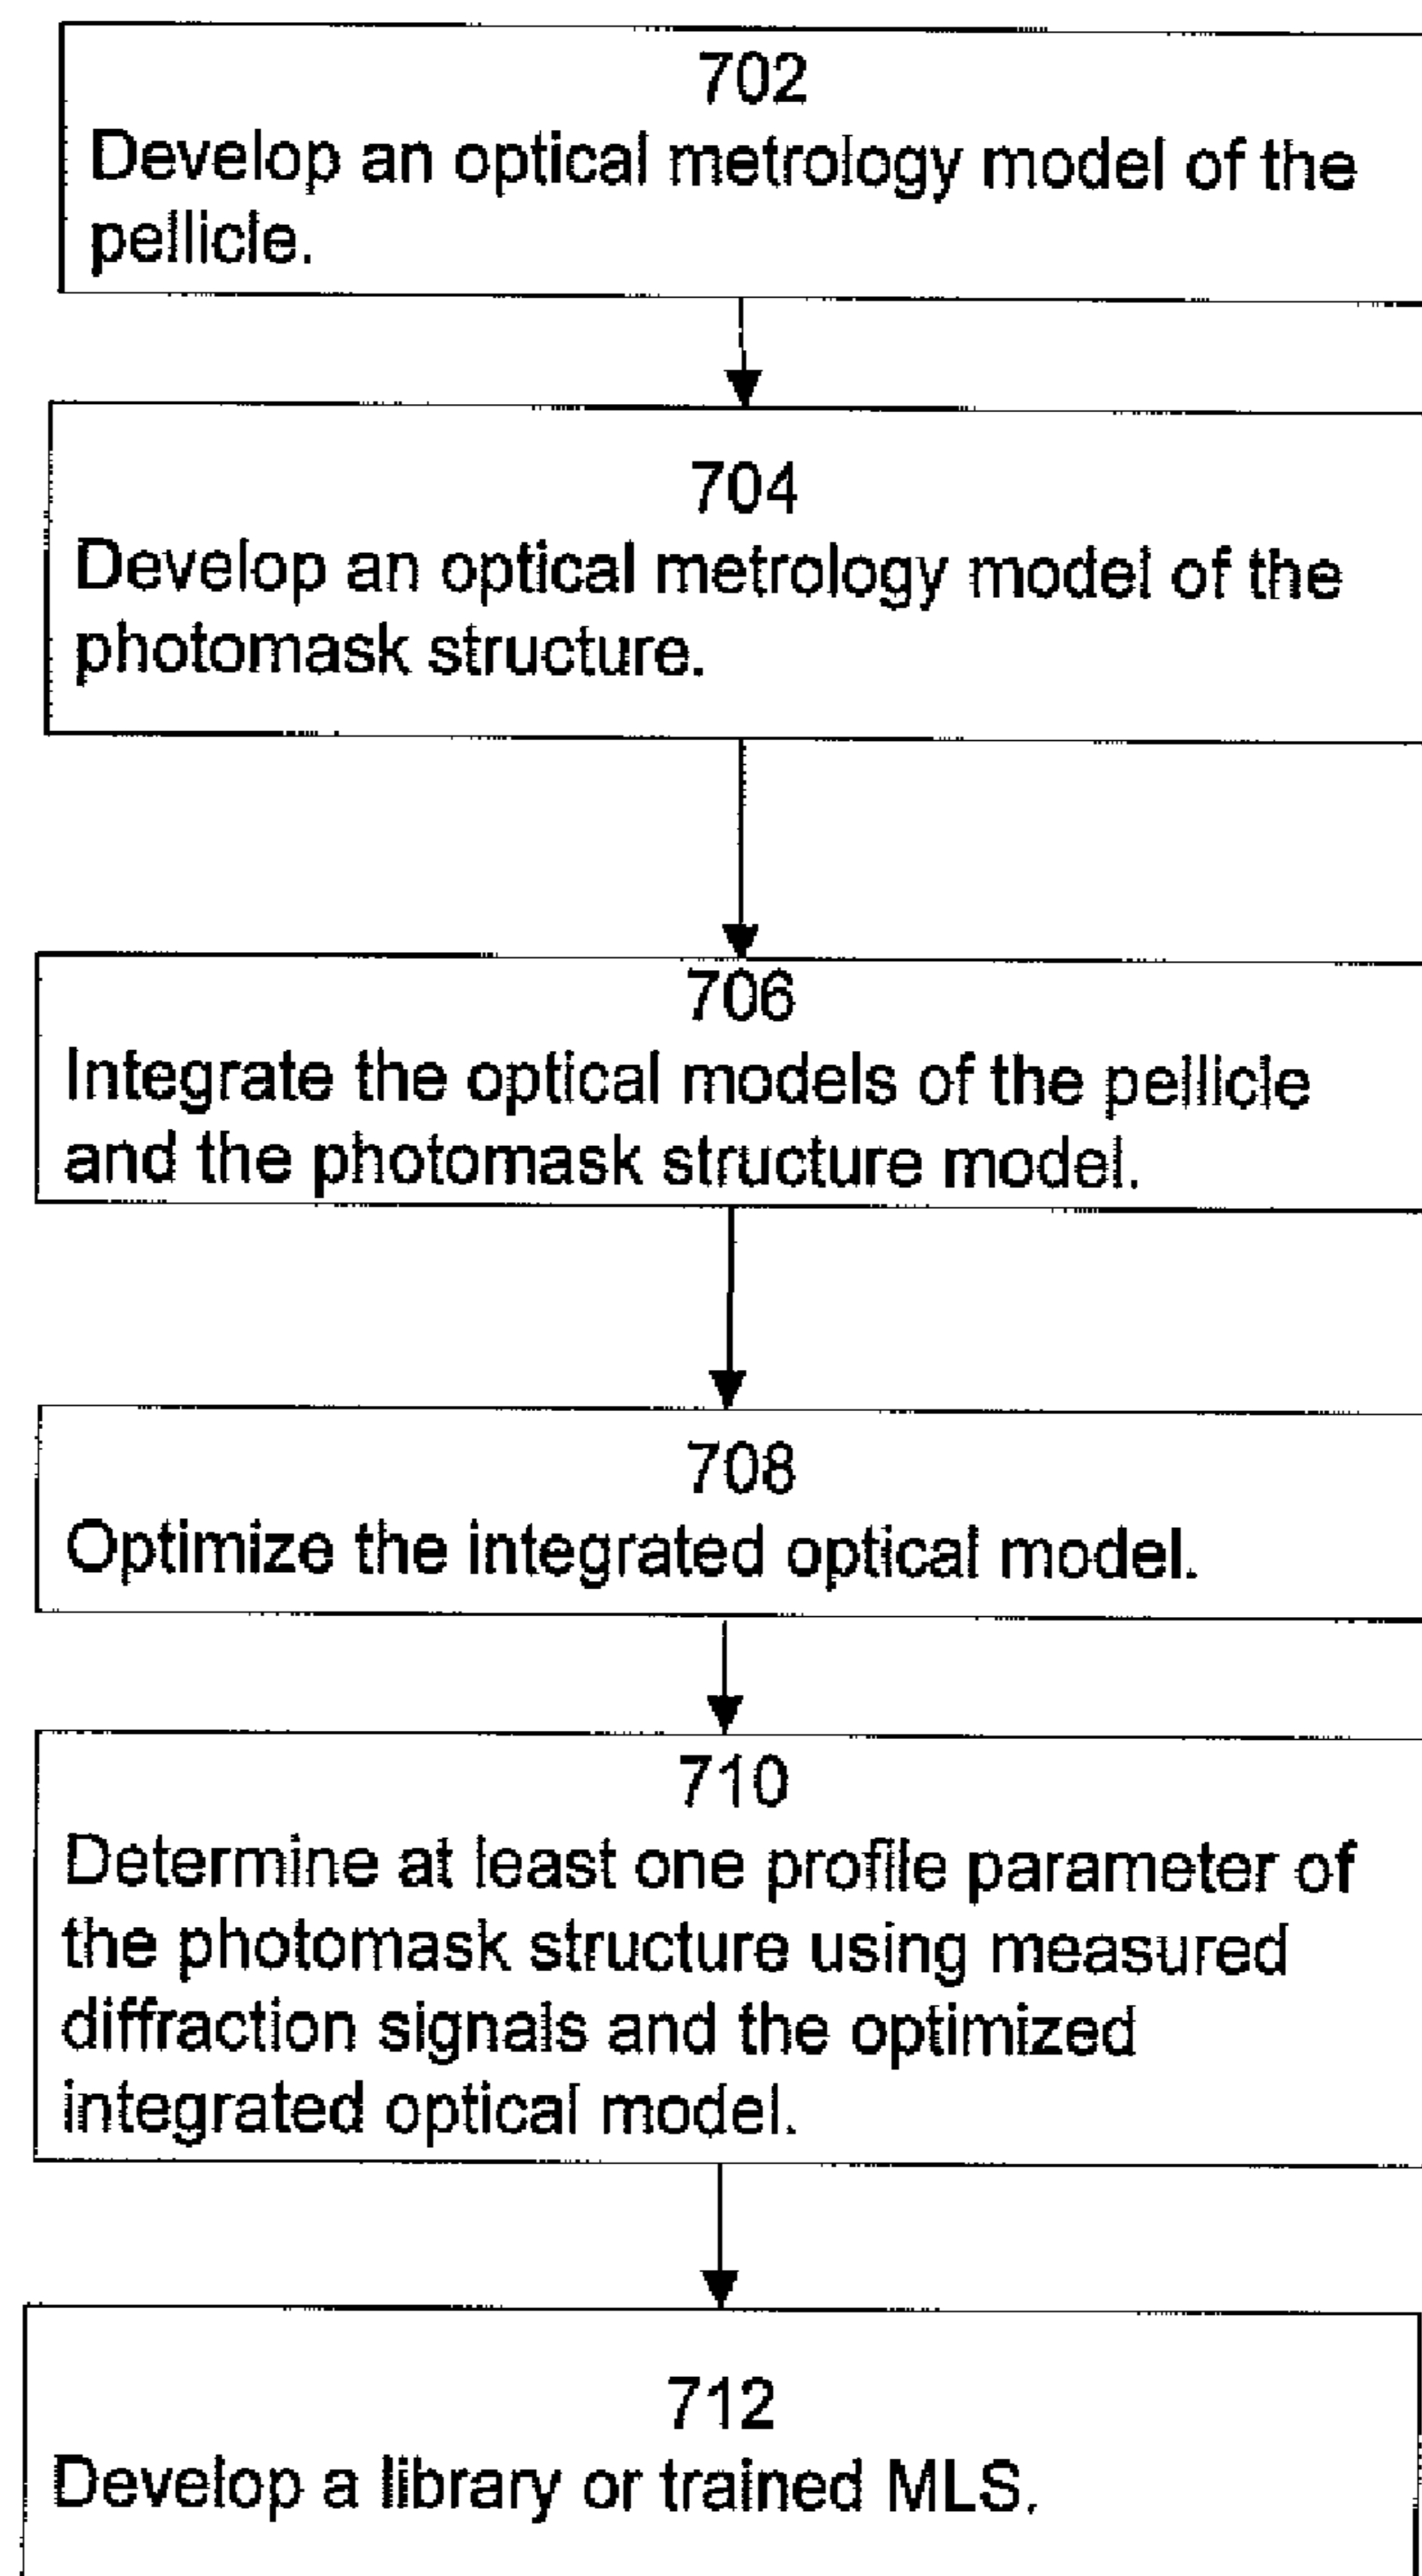 702
Develop an optical metrology model of the
pellicle.
704
Develop an optical metrology model of the
photomask structure.
706
Integrate the optical models of the pellicle
and the photomask structure model.
708
Optimize the integrated optical model.
710
Determine at least one profile parameter of
the photomask structure using measured
diffraction signals and the optimized
integrated optical model.
712
Develop a library or trained MLS.